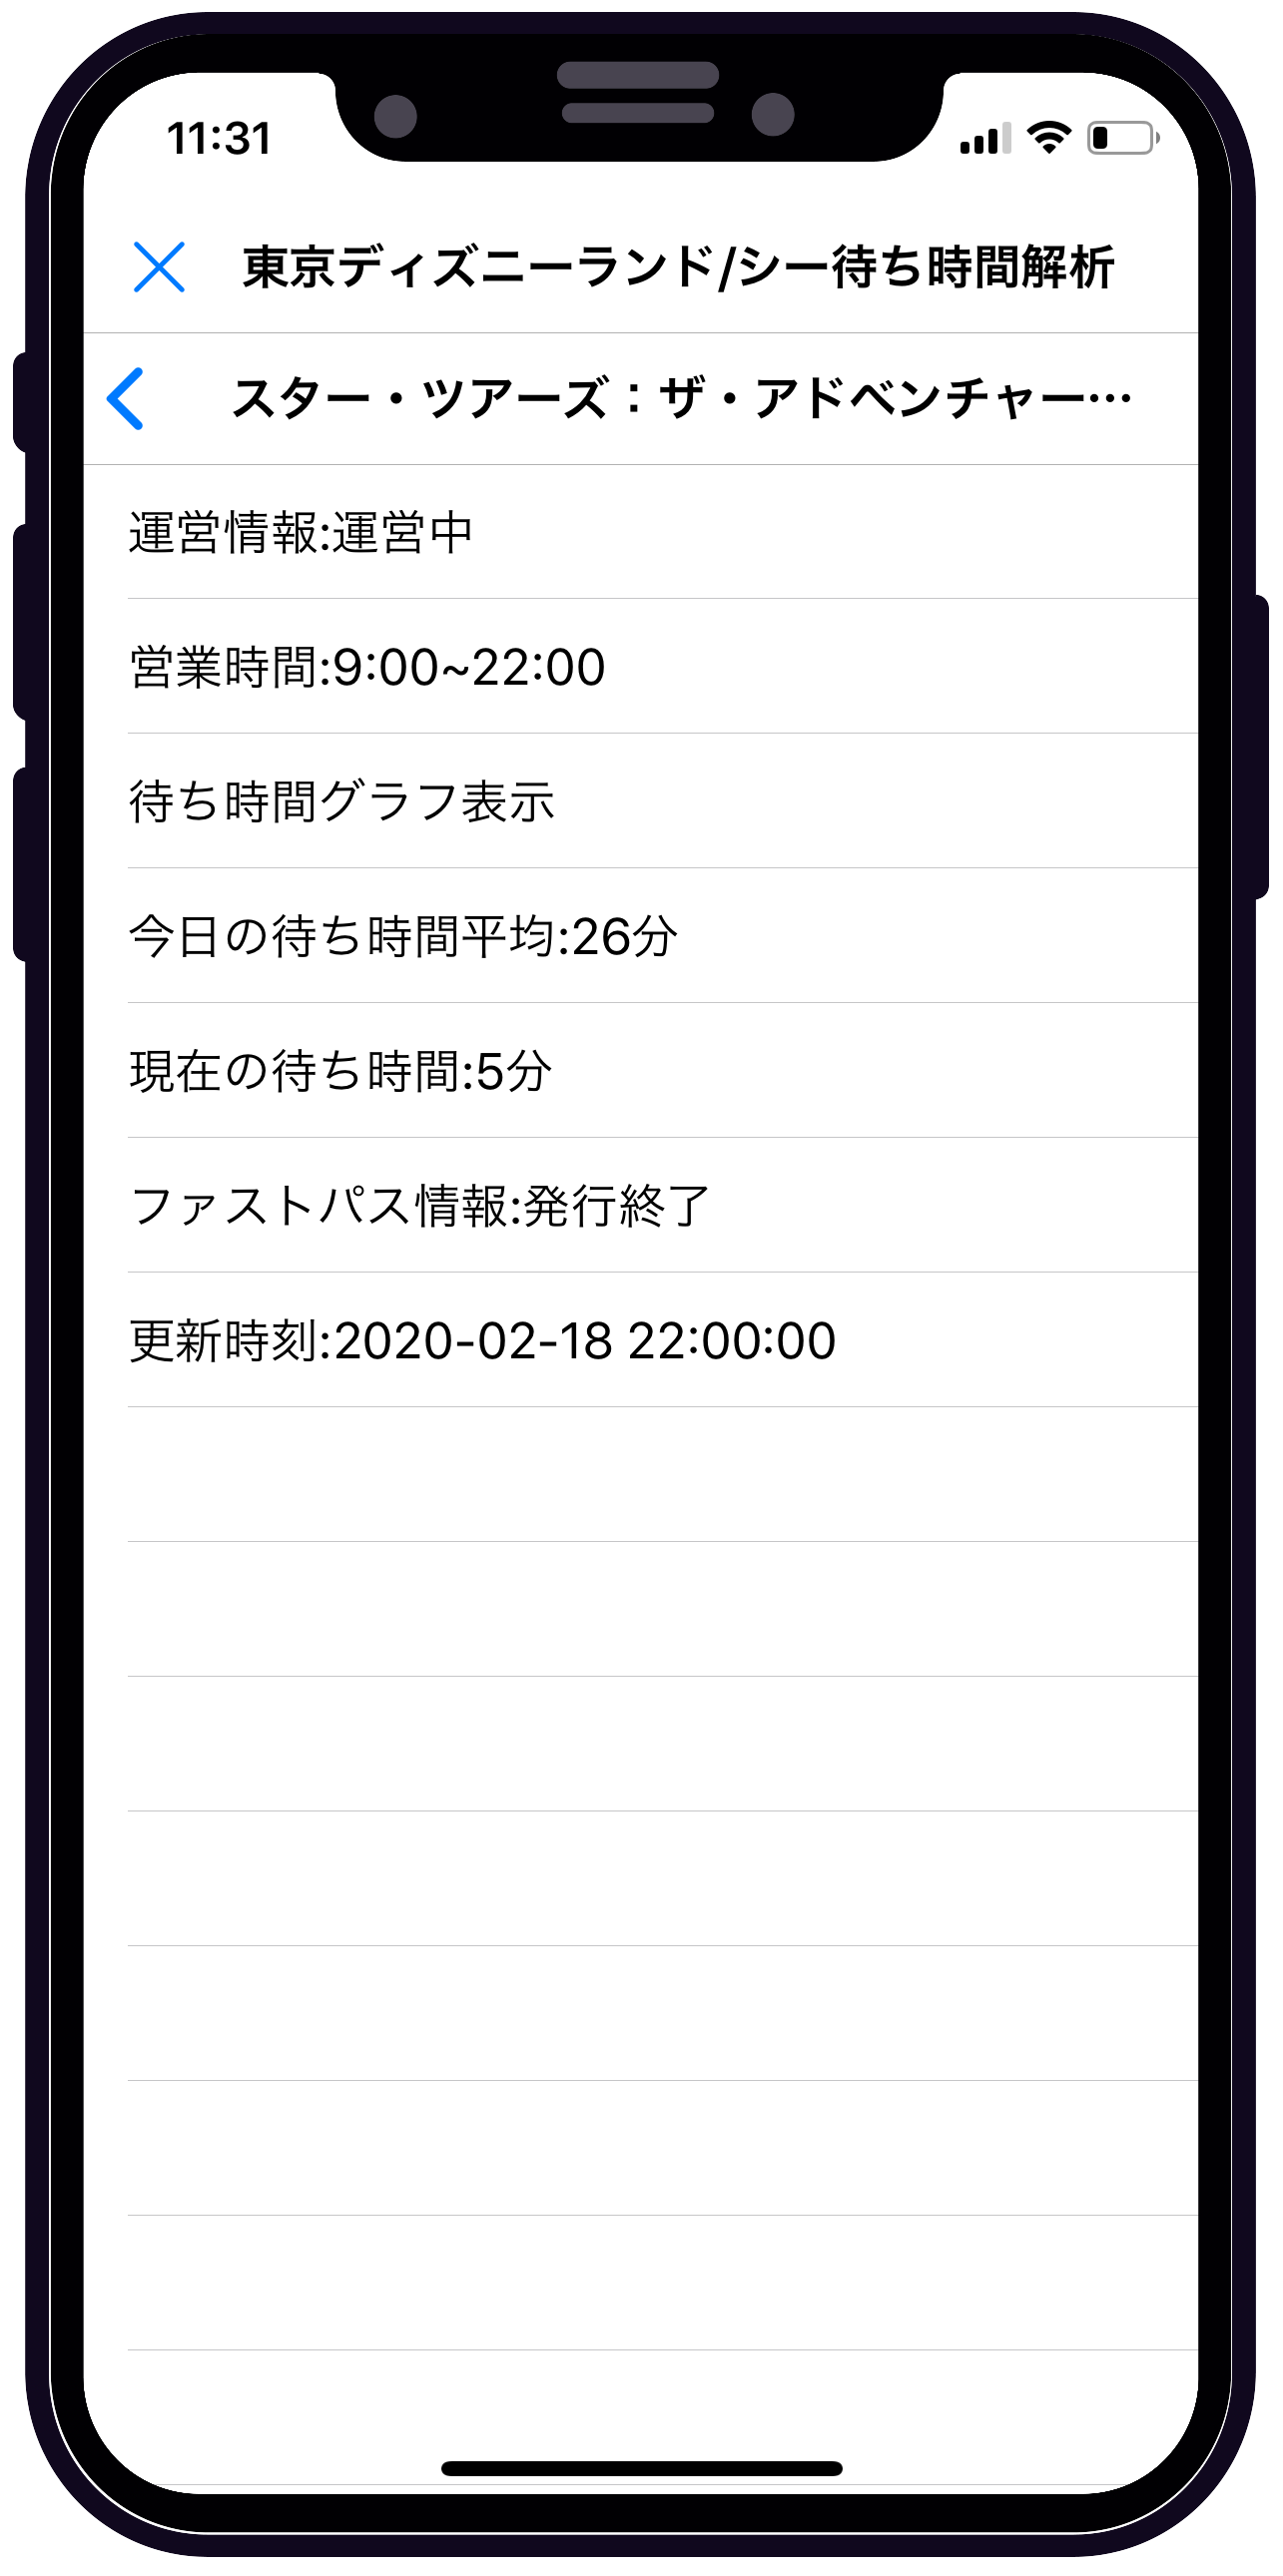 11:31
東京ディズニーランド/シー待ち時間解析
スター・ツアーズ：ザ・アドベンチャー…
運営情報:運営中
営業時間:9:00~22:00
待ち時間グラフ表示
今日の待ち時間平均:26分
現在の待ち時間:5分
ファストパス情報:発行終了
更新時刻:2020-02-18 22:00:00